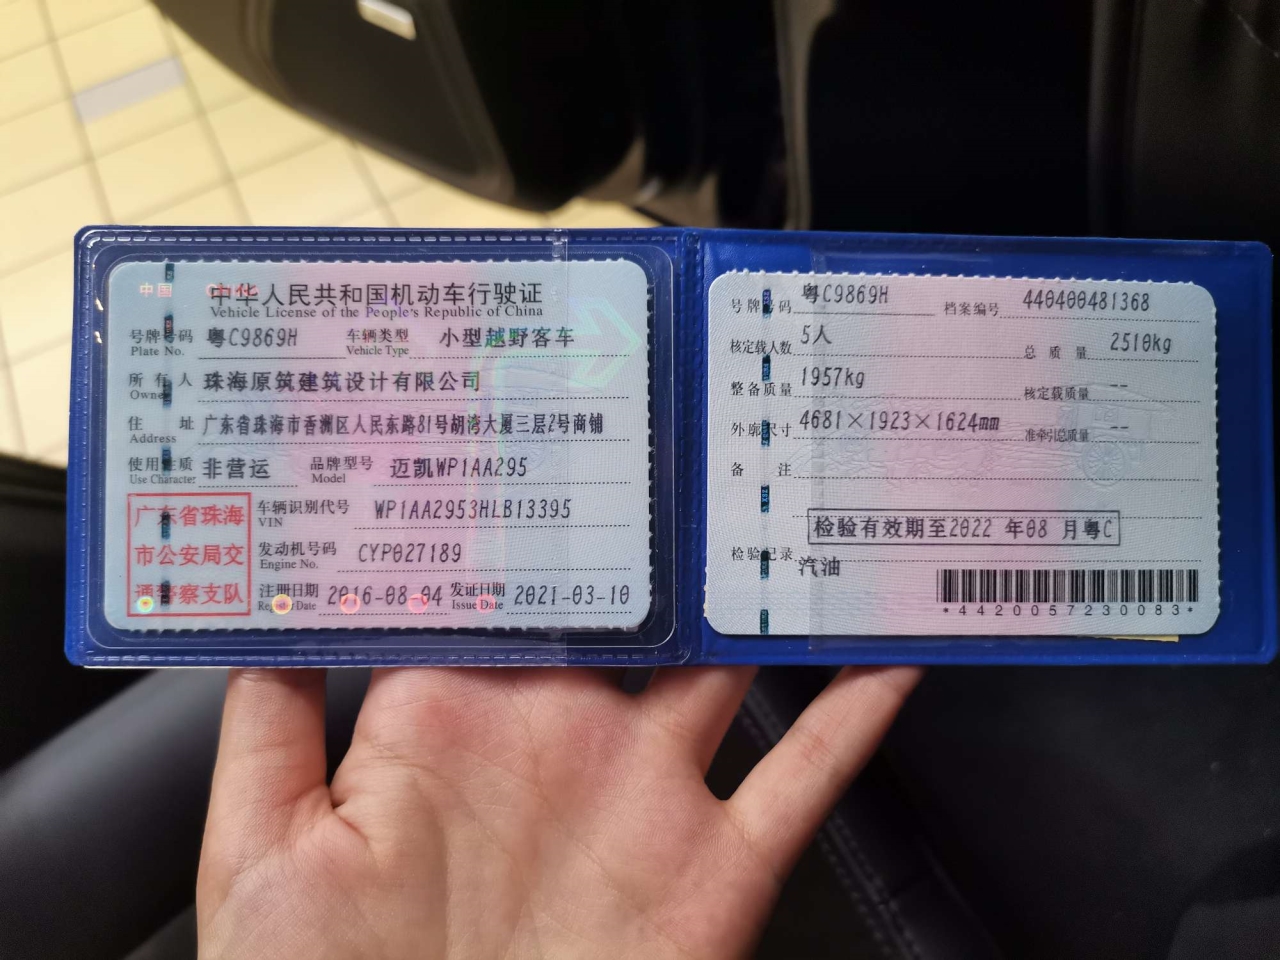 中国 CHINA
中华人民共和国机动车行驶证
Vehicle License of the People's Republic of China
号牌号码 粤C9869H 车辆类型 小型越野客车
Plate No. Vehicle Type
所有人 珠海原筑建筑设计有限公司
Owner
住址 广东省珠海市香洲区人民东路81号胡湾大厦三层2号商铺
Address
使用性质 非营运 品牌型号 迈凯WP1AA295
Use Character Model
广东省珠海
市公安局交
通警察支队
车辆识别代号 WP1AA2953HLB13395
VIN
发动机号码 CYP027189
Engine No.
注册日期 2016-08-04 发证日期 2021-03-10
Register Date Issue Date
号牌号码 粤C9869H 档案编号 440400481368
核定载人数 5人 总质量 2510kg
整备质量 1957kg 核定载质量 --
外廓尺寸 4681×1923×1624mm 准牵引总质量 --
备注
检验有效期至2022年08月粤C
检验记录 汽油
*4420057230083*